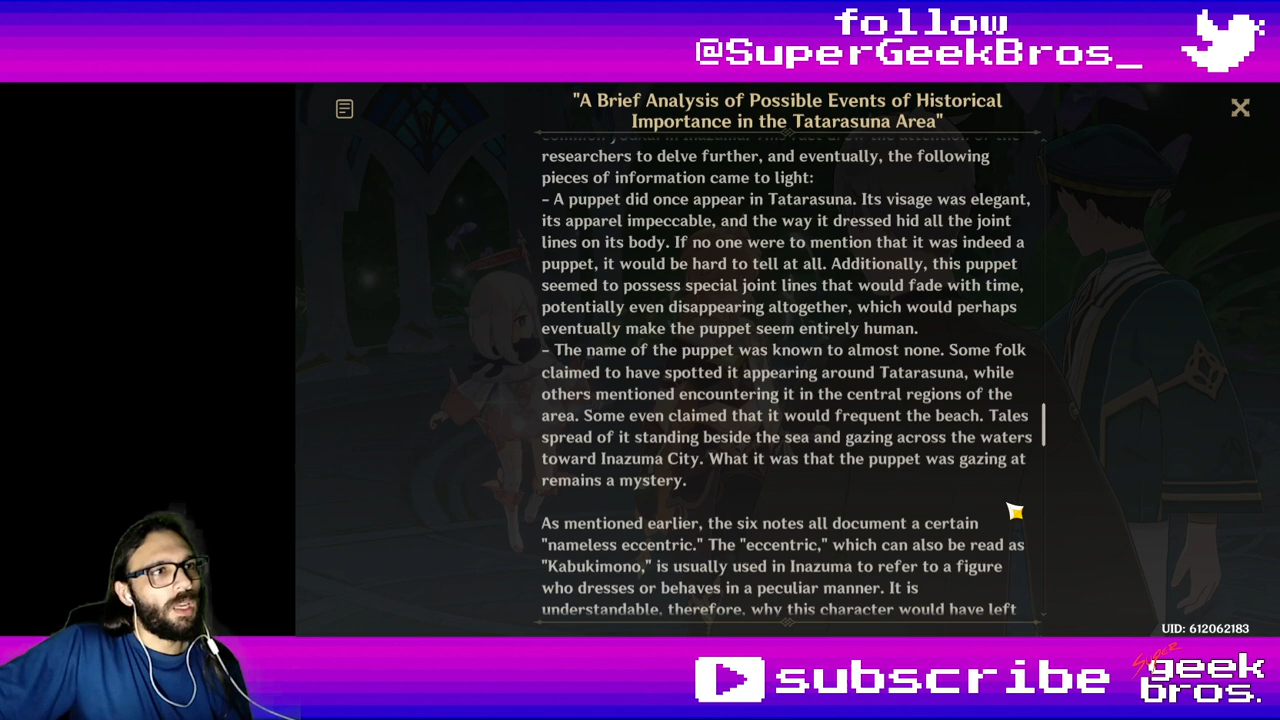 follow
@SuperGeekBros_
"A Brief Analysis of Possible Events of Historical
Importance in the Tatarasuna Area"
researchers to delve further, and eventually, the following
pieces of information came to light:
– A puppet did once appear in Tatarasuna. Its visage was elegant,
its apparel impeccable, and the way it dressed hid all the joint
lines on its body. If no one were to mention that it was indeed a
puppet, it would be hard to tell at all. Additionally, this puppet
seemed to possess special joint lines that would fade with time,
potentially even disappearing altogether, which would perhaps
eventually make the puppet seem entirely human.
– The name of the puppet was known to almost none. Some folk
claimed to have spotted it appearing around Tatarasuna, while
others mentioned encountering it in the central regions of the
area. Some even claimed that it would frequent the beach. Tales
spread of it standing beside the sea and gazing across the waters
toward Inazuma City. What it was that the puppet was gazing at
remains a mystery.
As mentioned earlier, the six notes all document a certain
"nameless eccentric." The "eccentric," which can also be read as
"Kabukimono," is usually used in Inazuma to refer to a figure
who dresses or behaves in a peculiar manner. It is
understandable, therefore, why this character would have left
UID: 612062183
subscribe
SUPER
geek
bros.